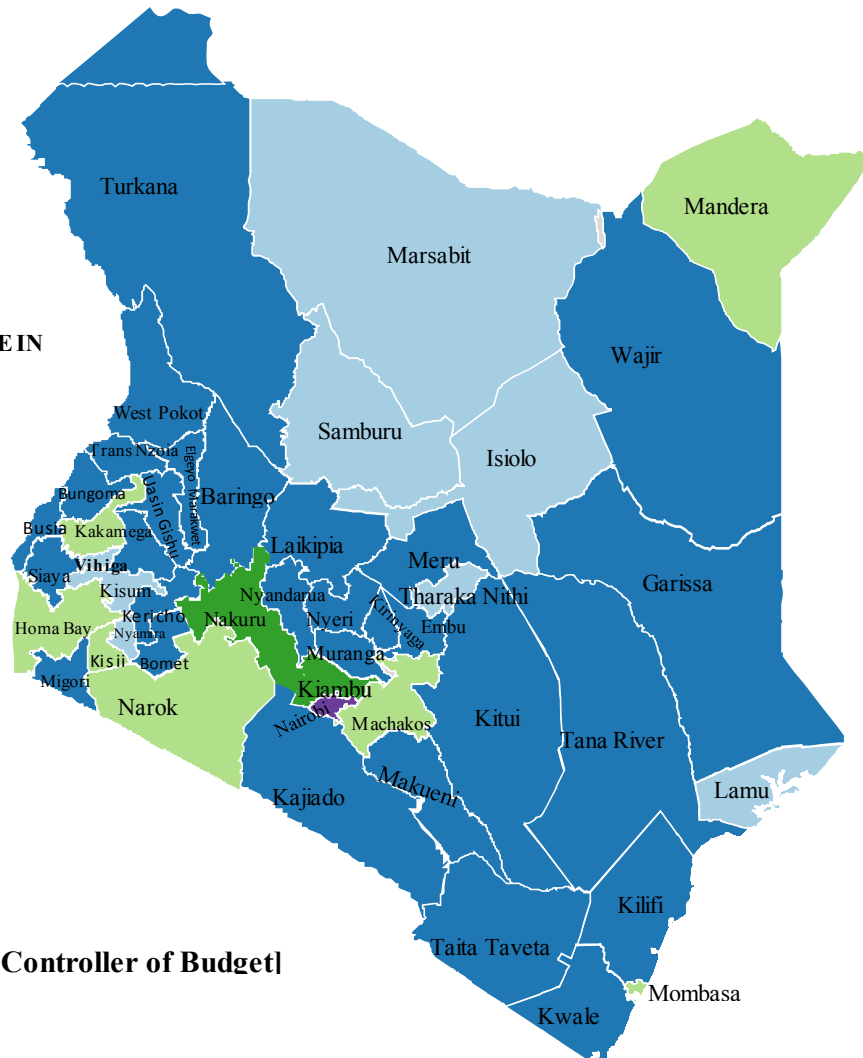 Turkana
Mandera
Marsabit
EIN
Wajir
West Pokot
Samburu
Trans Nzoia
Elgeyo Marakwet
Isiolo
Uasin Gishu
Bungoma
Baringo
Busia
Kakamega
Laikipia
Meru
Vihiga
Siaya
Garissa
Kisum
Nyandarua
Tharaka Nithi
Kericho
Nakuru
Nyeri
Kirinyaga
Embu
Homa Bay
Nyamira
Muranga
Kisii
Bomet
Migori
Kiambu
Narok
Nairobi
Machakos
Kitui
Tana River
Makueni
Kajiado
Lamu
Kilifi
Taita Taveta
Controller of Budget]
Mombasa
Kwale